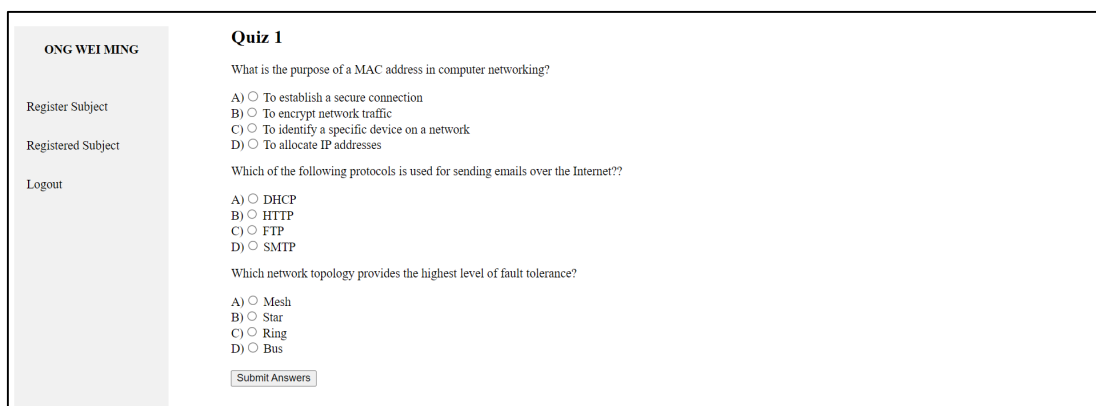 ONG WEI MING
Register Subject
Registered Subject
Logout
Quiz 1
What is the purpose of a MAC address in computer networking?
A) To establish a secure connection
B) To encrypt network traffic
C) To identify a specific device on a network
D) To allocate IP addresses
Which of the following protocols is used for sending emails over the Internet??
A) DHCP
B) HTTP
C) FTP
D) SMTP
Which network topology provides the highest level of fault tolerance?
A) Mesh
B) Star
C) Ring
D) Bus
Submit Answers